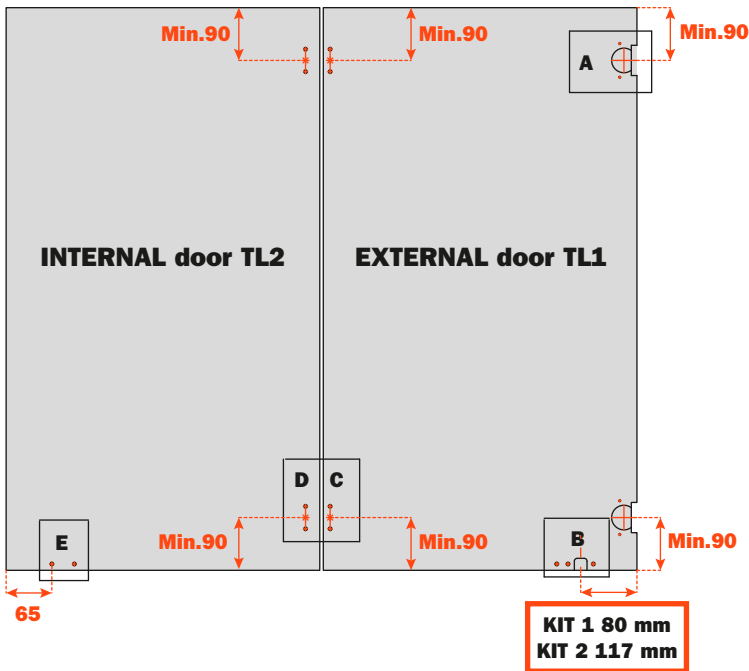 Min.90
Min.90
Min.90
A
INTERNAL door TL2
EXTERNAL door TL1
D
C
E
Min.90
Min.90
B
Min.90
65
KIT 1 80 mm
KIT 2 117 mm